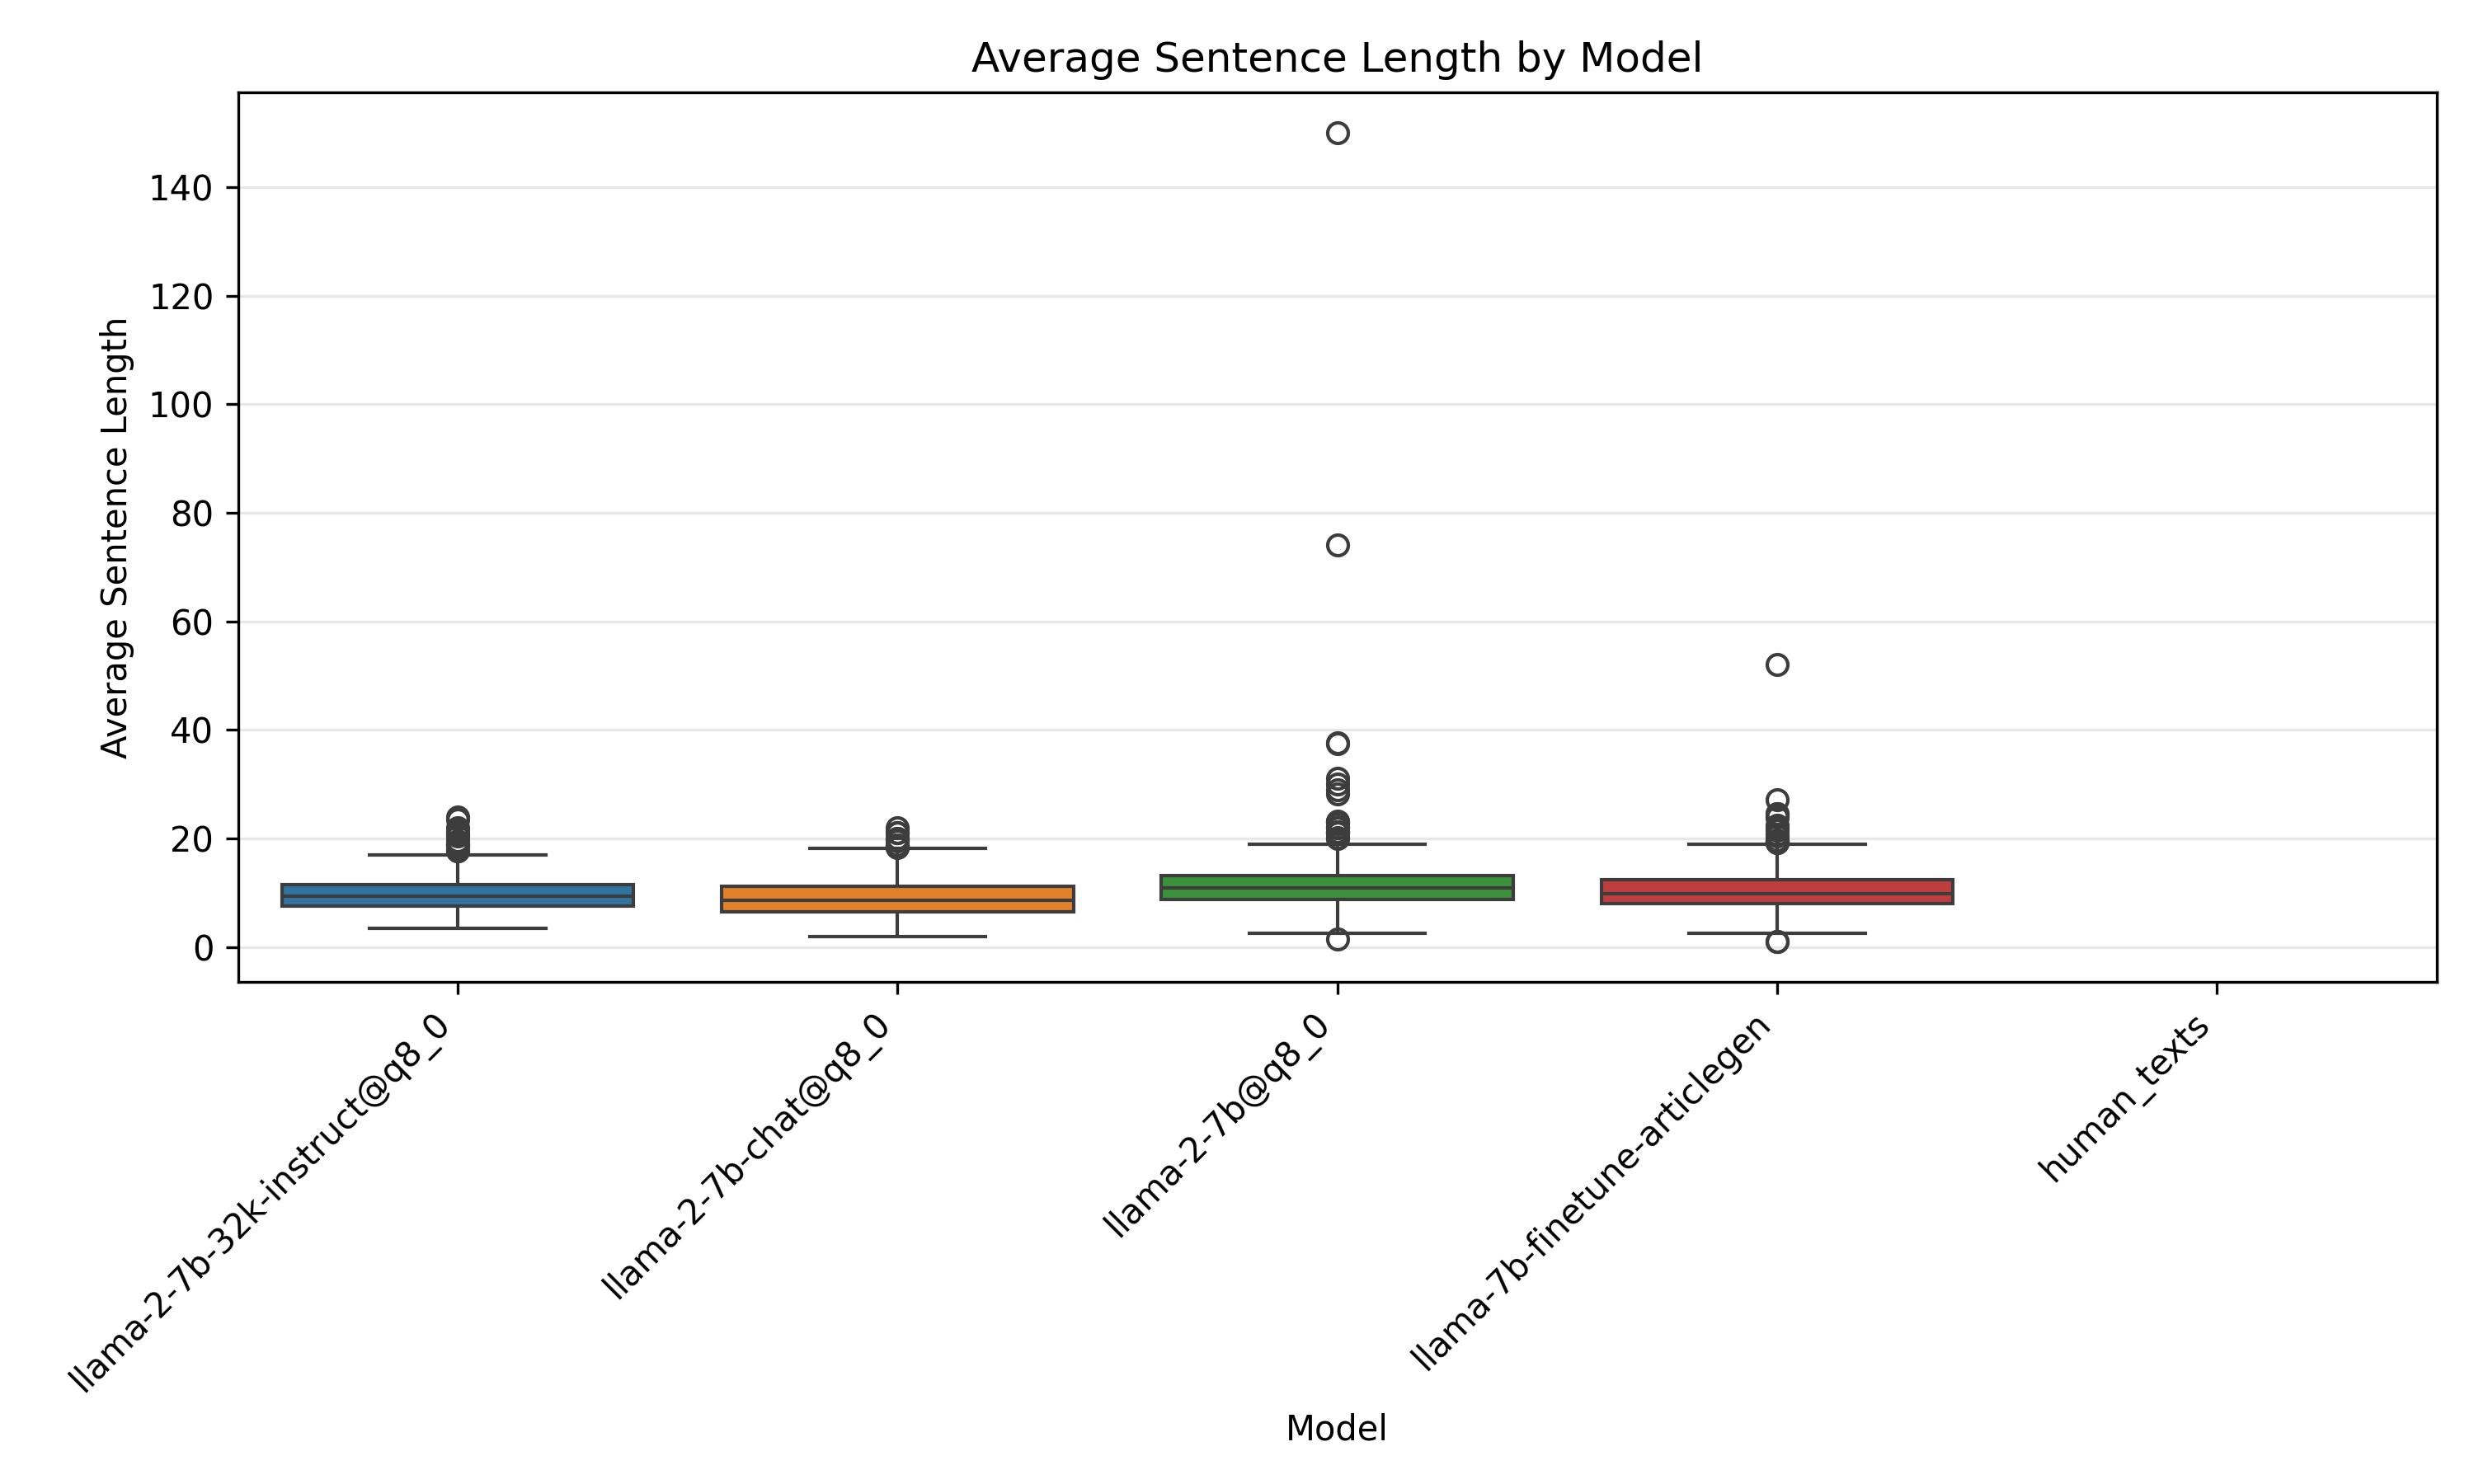 Average Sentence Length by Model
Average Sentence Length
140
120
100
80
60
40
20
0
llama-2-7b-32k-instruct@q8_0
llama-2-7b-chat@q8_0
llama-2-7b@q8_0
llama-7b-finetune-articlegen
human_texts
Model